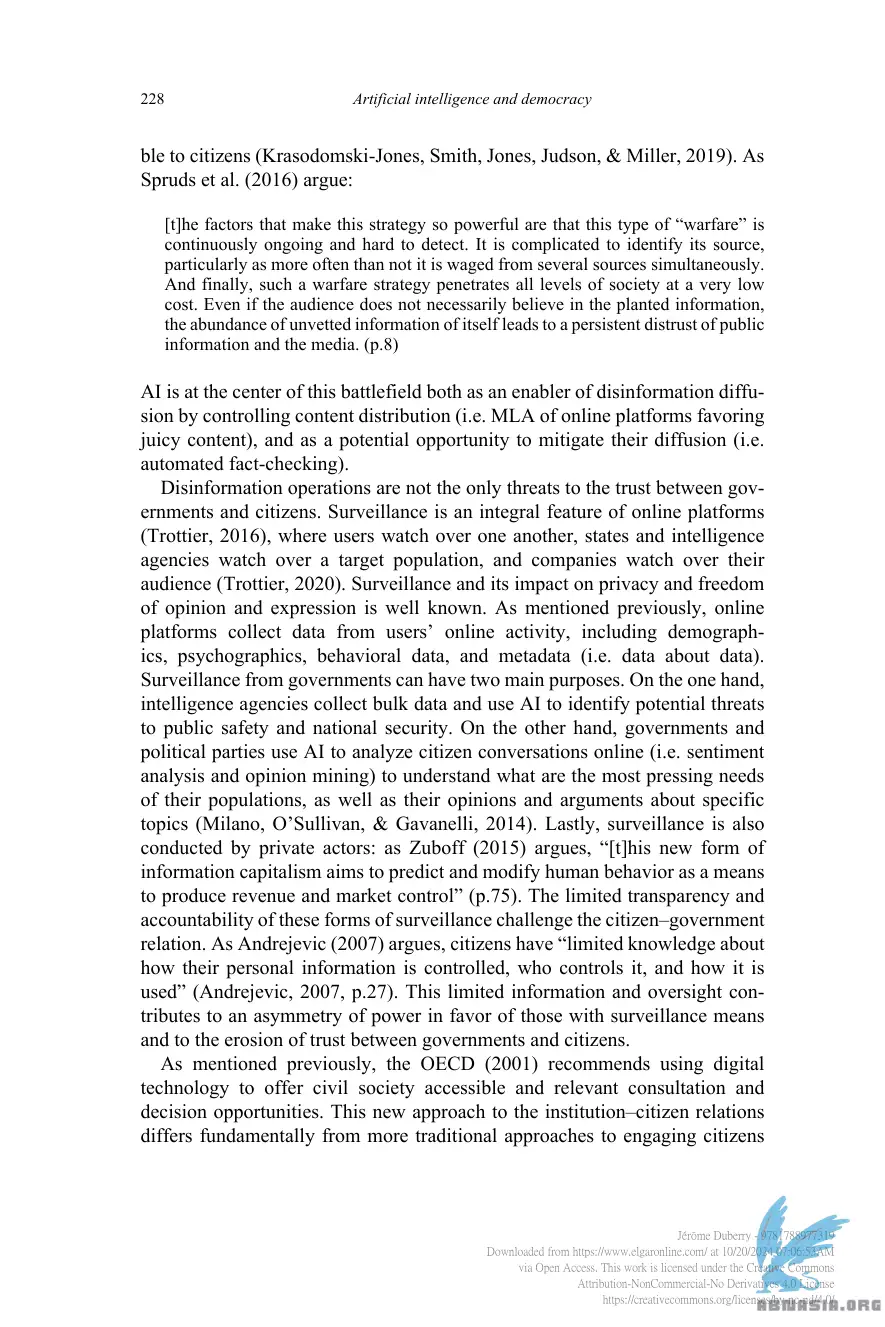 228 Artificial intelligence and democracy
ble to citizens (Krasodomski-Jones, Smith, Jones, Judson, & Miller, 2019). As
Spruds et al. (2016) argue:
[t]he factors that make this strategy so powerful are that this type of “warfare” is
continuously ongoing and hard to detect. It is complicated to identify its source,
particularly as more often than not it is waged from several sources simultaneously.
And finally, such a warfare strategy penetrates all levels of society at a very low
cost. Even if the audience does not necessarily believe in the planted information,
the abundance of unvetted information of itself leads to a persistent distrust of public
information and the media. (p.8)
AI is at the center of this battlefield both as an enabler of disinformation diffu-
sion by controlling content distribution (i.e. MLA of online platforms favoring
juicy content), and as a potential opportunity to mitigate their diffusion (i.e.
automated fact-checking).
Disinformation operations are not the only threats to the trust between gov-
ernments and citizens. Surveillance is an integral feature of online platforms
(Trottier, 2016), where users watch over one another, states and intelligence
agencies watch over a target population, and companies watch over their
audience (Trottier, 2020). Surveillance and its impact on privacy and freedom
of opinion and expression is well known. As mentioned previously, online
platforms collect data from users’ online activity, including demograph-
ics, psychographics, behavioral data, and metadata (i.e. data about data).
Surveillance from governments can have two main purposes. On the one hand,
intelligence agencies collect bulk data and use AI to identify potential threats
to public safety and national security. On the other hand, governments and
political parties use AI to analyze citizen conversations online (i.e. sentiment
analysis and opinion mining) to understand what are the most pressing needs
of their populations, as well as their opinions and arguments about specific
topics (Milano, O’Sullivan, & Gavanelli, 2014). Lastly, surveillance is also
conducted by private actors: as Zuboff (2015) argues, “[t]his new form of
information capitalism aims to predict and modify human behavior as a means
to produce revenue and market control” (p.75). The limited transparency and
accountability of these forms of surveillance challenge the citizen–government
relation. As Andrejevic (2007) argues, citizens have “limited knowledge about
how their personal information is controlled, who controls it, and how it is
used” (Andrejevic, 2007, p.27). This limited information and oversight con-
tributes to an asymmetry of power in favor of those with surveillance means
and to the erosion of trust between governments and citizens.
As mentioned previously, the OECD (2001) recommends using digital
technology to offer civil society accessible and relevant consultation and
decision opportunities. This new approach to the institution–citizen relations
differs fundamentally from more traditional approaches to engaging citizens
Jérôme Duberry - 9781788977319
Downloaded from https://www.elgaronline.com/ at 10/20/2024 07:06:53AM
via Open Access. This work is licensed under the Creative Commons
Attribution-NonCommercial-No Derivatives 4.0 License
https://creativecommons.org/licenses/by-nc-nd/4.0/
ABNASIA.ORG